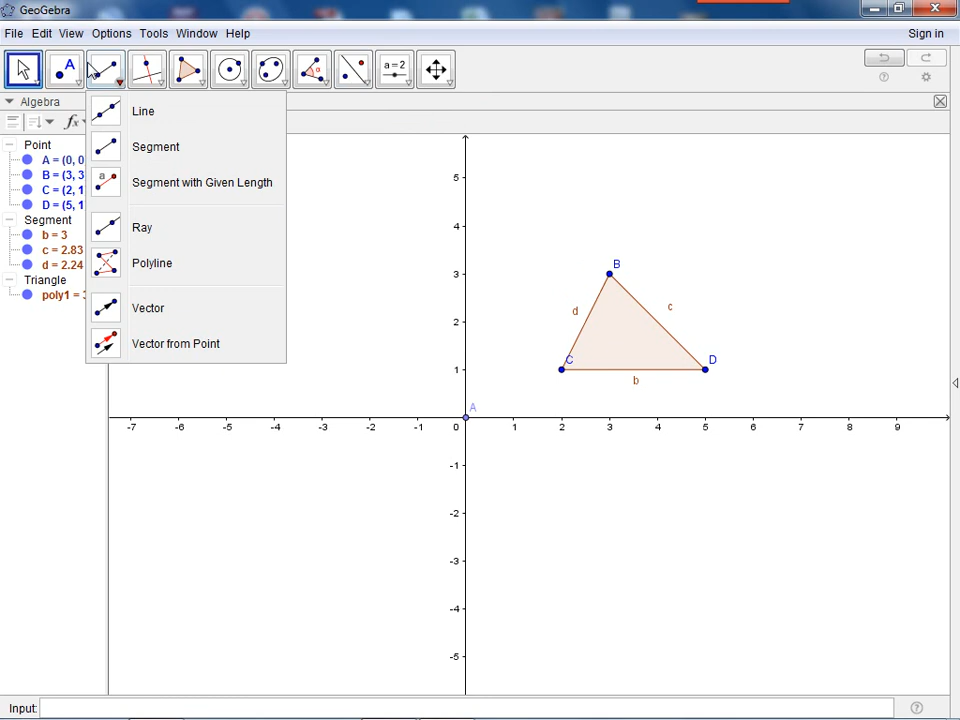 GeoGebra
File Edit View Options Tools Window Help Sign in
A α a=2
Algebra
fx
Point
A = (0, 0
B = (3, 3
C = (2, 1
D = (5, 1
Segment
b = 3
c = 2.83
d = 2.24
Triangle
poly1 = 3
Line
Segment
a Segment with Given Length
Ray
Polyline
Vector
Vector from Point
5
4
3
2
1
B
d c
C D
b
A
-7 -6 -5 -4 -3 -2 -1 0 1 2 3 4 5 6 7 8 9
-1
-2
-3
-4
-5
Input: